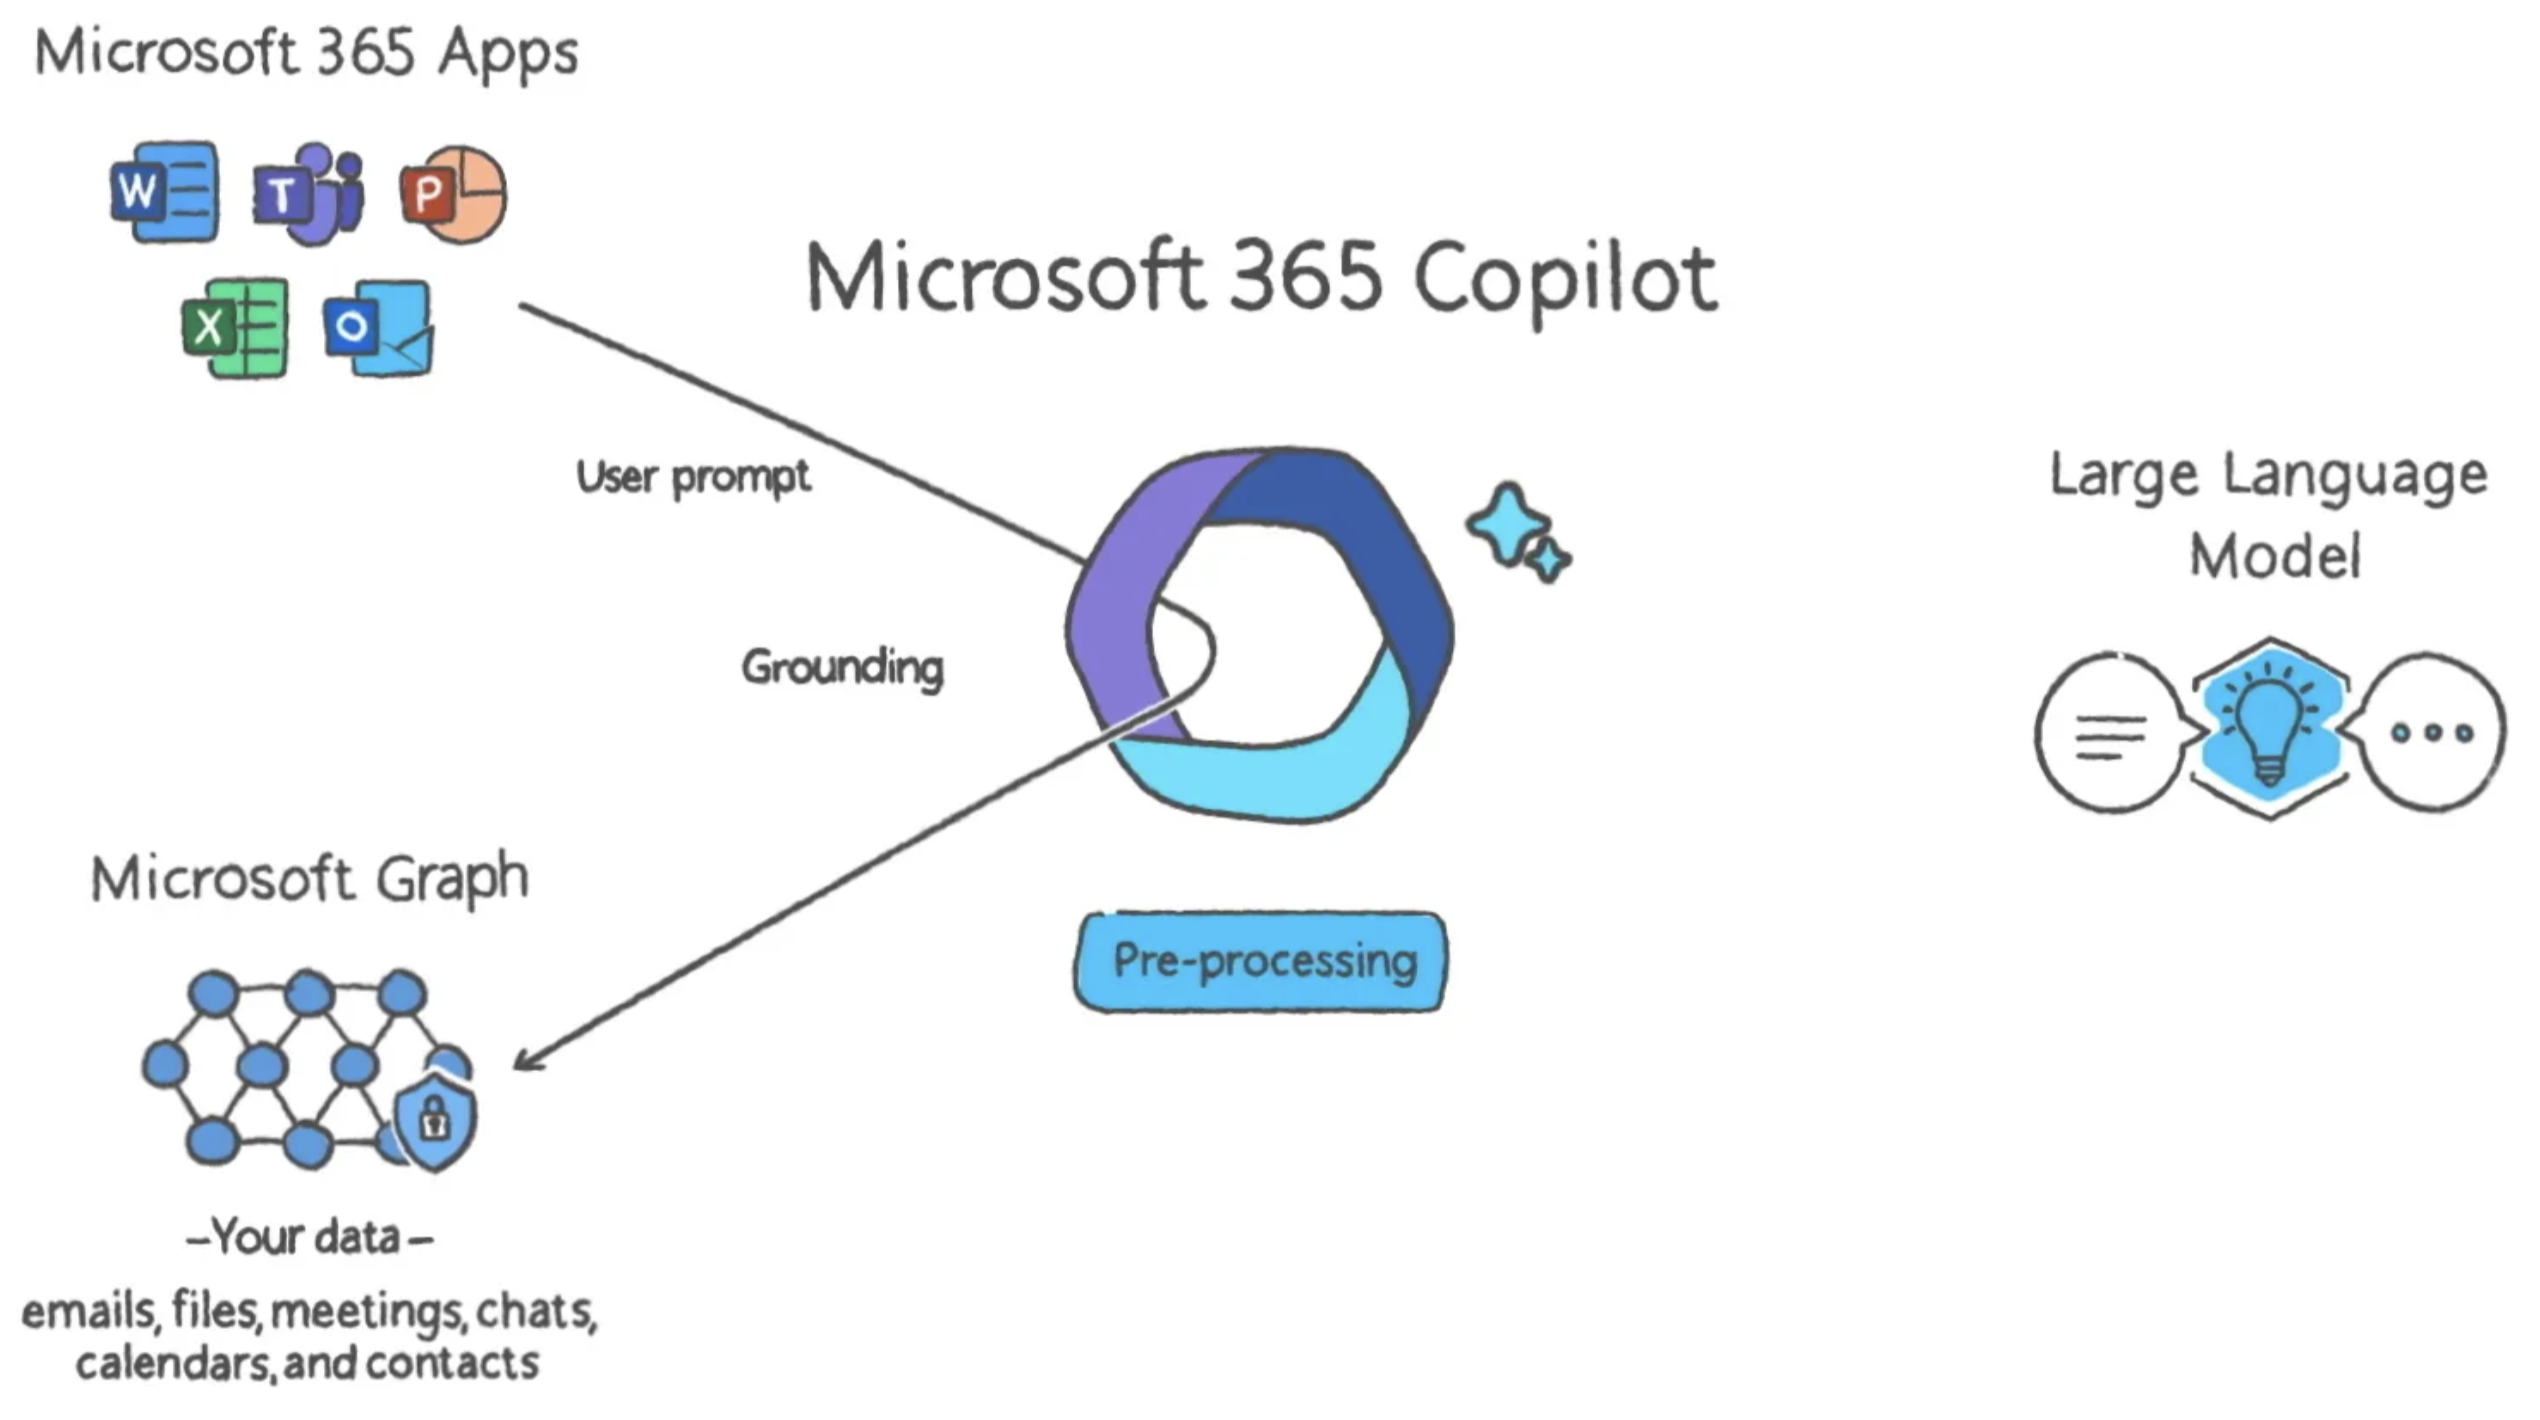 Microsoft 365 Apps
W
T
P
X
O
Microsoft 365 Copilot
User prompt
Grounding
Large Language
Model
Microsoft Graph
Pre-processing
–Your data–
emails, files, meetings, chats,
calendars, and contacts